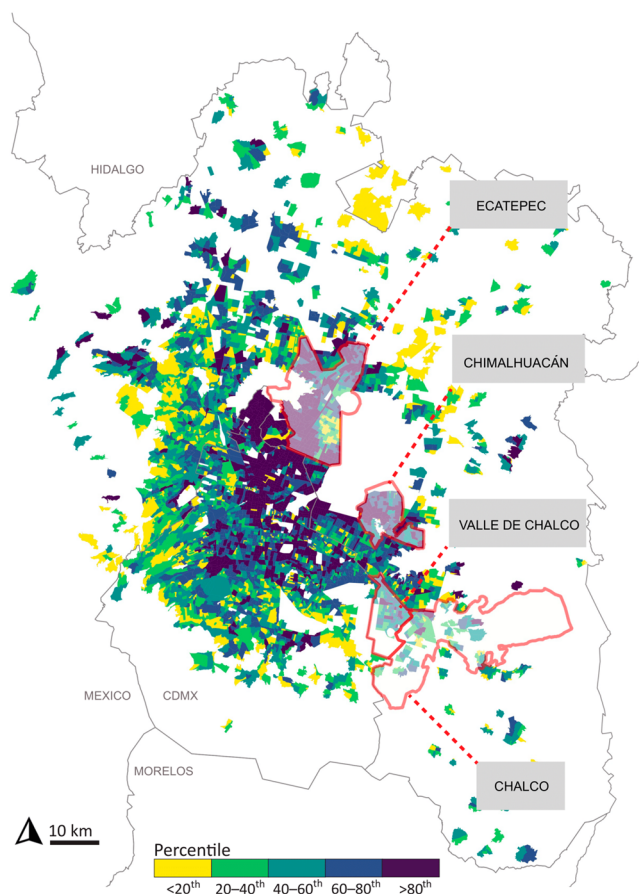 HIDALGO
ECATEPEC
CHIMALHUACÁN
VALLE DE CHALCO
MEXICO
CDMX
MORELOS
CHALCO
10 km
Percentile
<20th
20–40th
40–60th
60–80th
>80th